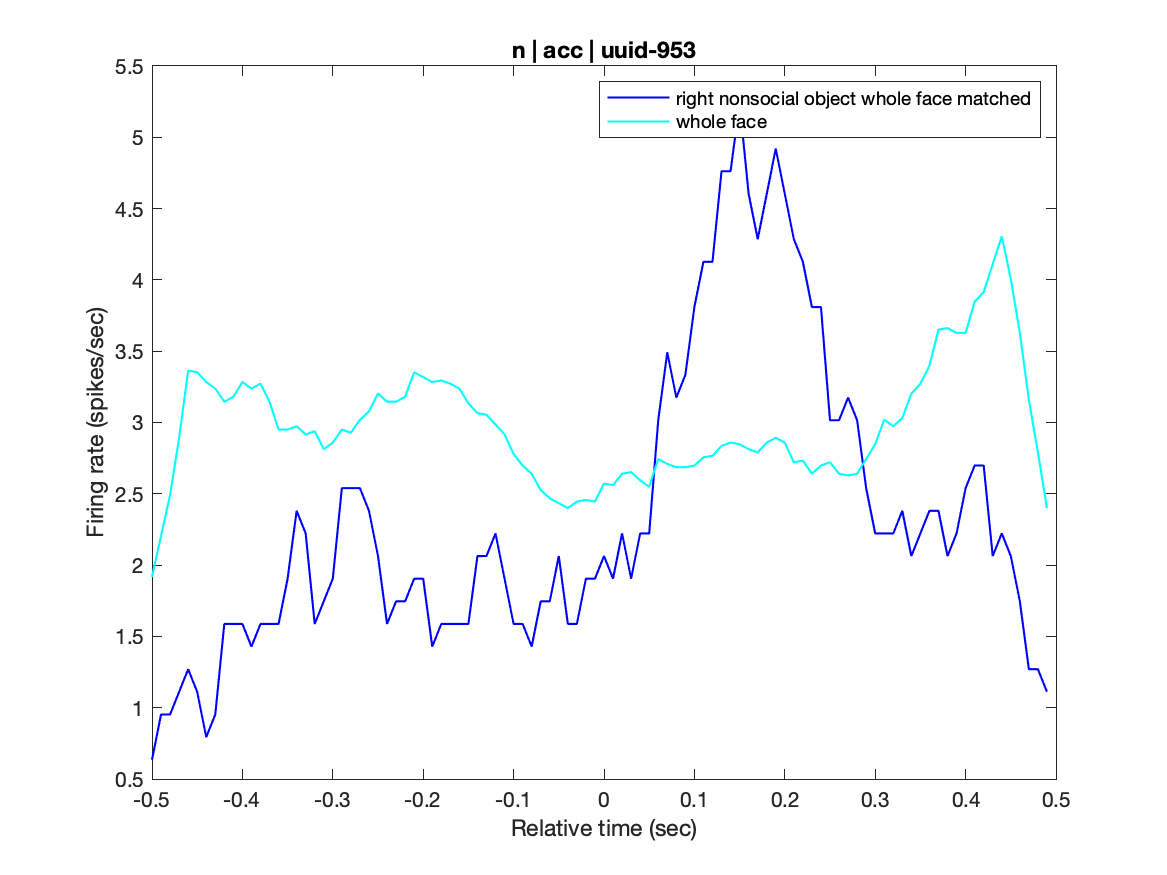 n | acc | uuid-953
right nonsocial object whole face matched
whole face
Firing rate (spikes/sec)
5.5
5
4.5
4
3.5
3
2.5
2
1.5
1
0.5
-0.5 -0.4 -0.3 -0.2 -0.1 0 0.1 0.2 0.3 0.4 0.5
Relative time (sec)